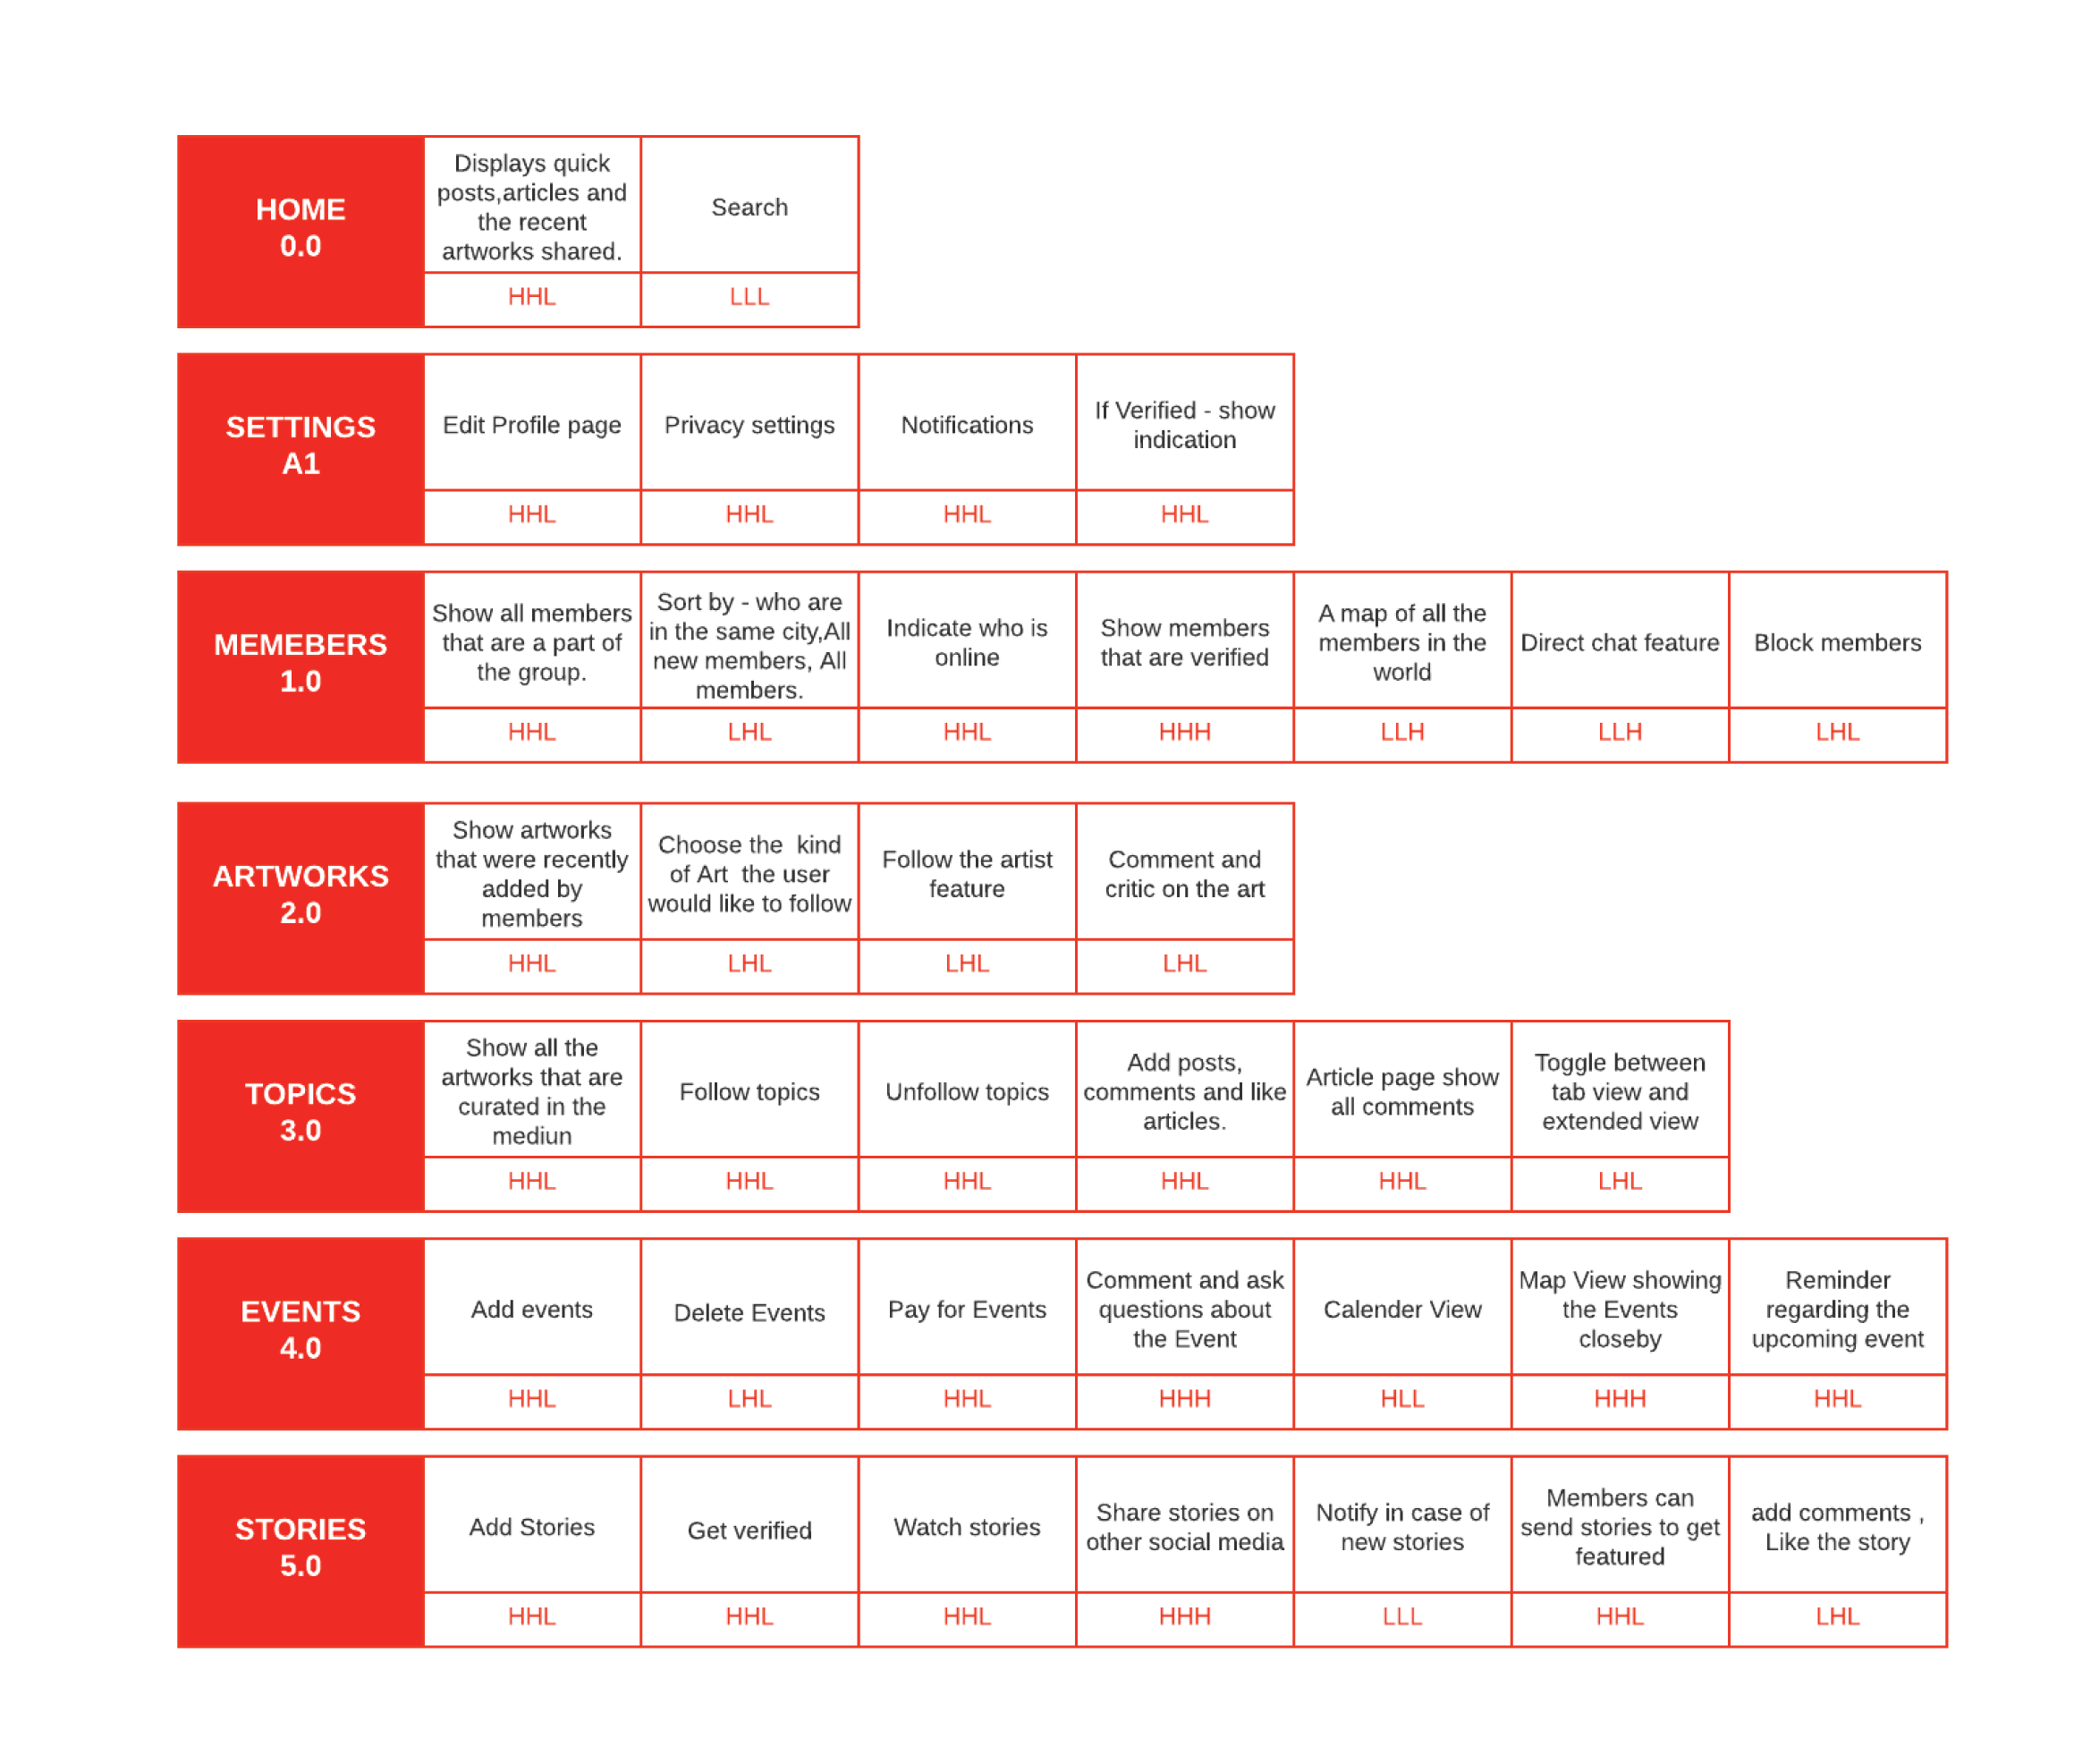 HOME
0.0
Displays quick
posts,articles and
the recent
artworks shared.
HHL
Search
LLL
SETTINGS
A1
Edit Profile page
HHL
Privacy settings
HHL
Notifications
HHL
If Verified - show
indication
HHL
MEMEBERS
1.0
Show all members
that are a part of
the group.
HHL
Sort by - who are
in the same city,All
new members, All
members.
LHL
Indicate who is
online
HHL
Show members
that are verified
HHH
A map of all the
members in the
world
LLH
Direct chat feature
LLH
Block members
LHL
ARTWORKS
2.0
Show artworks
that were recently
added by
members
HHL
Choose the  kind
of Art  the user
would like to follow
LHL
Follow the artist
feature
LHL
Comment and
critic on the art
LHL
TOPICS
3.0
Show all the
artworks that are
curated in the
mediun
HHL
Follow topics
HHL
Unfollow topics
HHL
Add posts,
comments and like
articles.
HHL
Article page show
all comments
HHL
Toggle between
tab view and
extended view
LHL
EVENTS
4.0
Add events
HHL
Delete Events
LHL
Pay for Events
HHL
Comment and ask
questions about
the Event
HHH
Calender View
HLL
Map View showing
the Events
closeby
HHH
Reminder
regarding the
upcoming event
HHL
STORIES
5.0
Add Stories
HHL
Get verified
HHL
Watch stories
HHL
Share stories on
other social media
HHH
Notify in case of
new stories
LLL
Members can
send stories to get
featured
HHL
add comments ,
Like the story
LHL